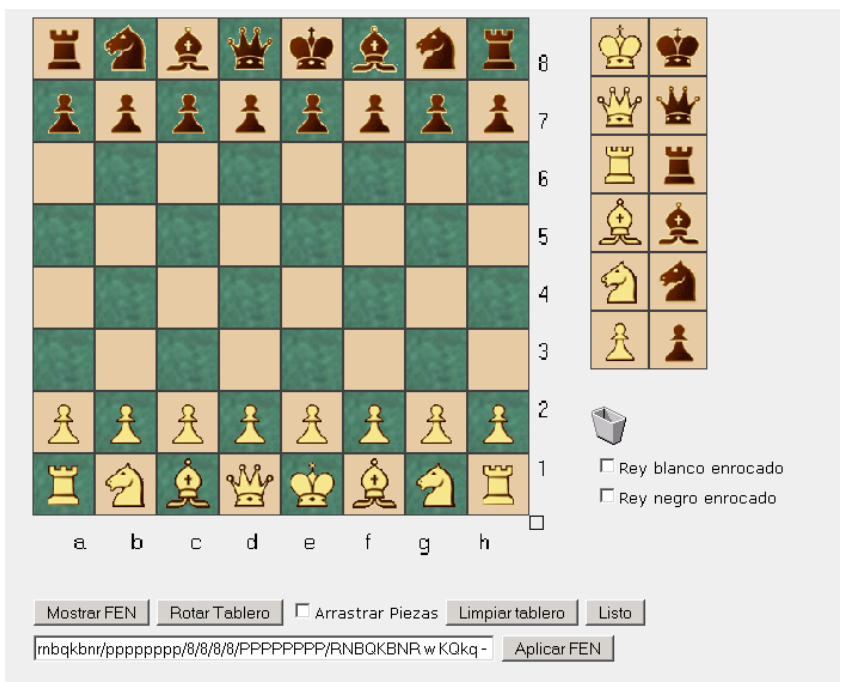 8
7
6
5
4
3
2
1
a b c d e f g h
Rey blanco enrocado
Rey negro enrocado
Mostrar FEN Rotar Tablero Arrastrar Piezas Limpiar tablero Listo
rnbqkbnr/pppppppp/8/8/8/8/PPPPPPPP/RNBQKBNR w KQkq - Aplicar FEN